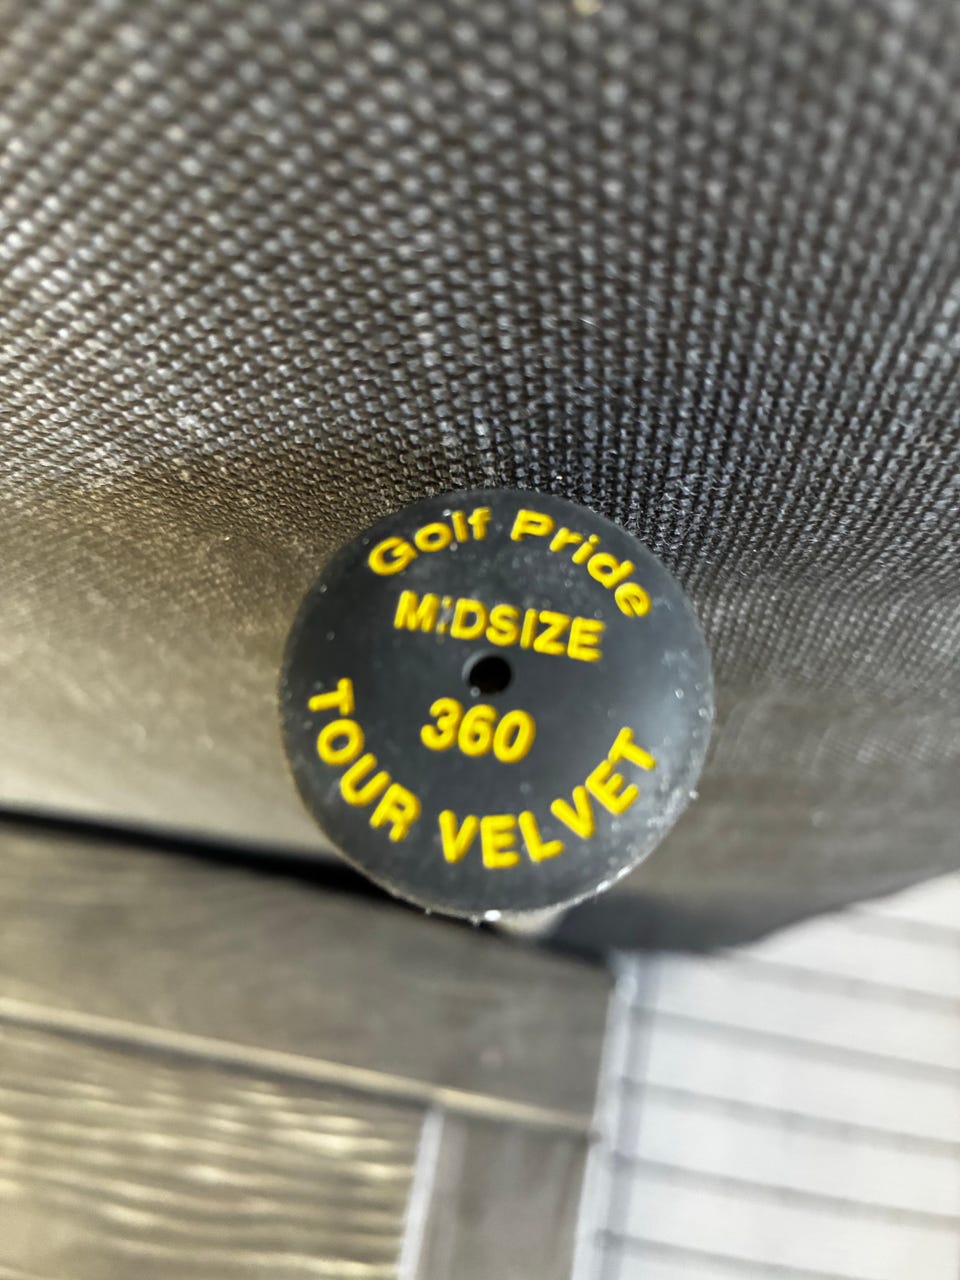 Golf Pride
MIDSIZE
360
TOUR VELVET